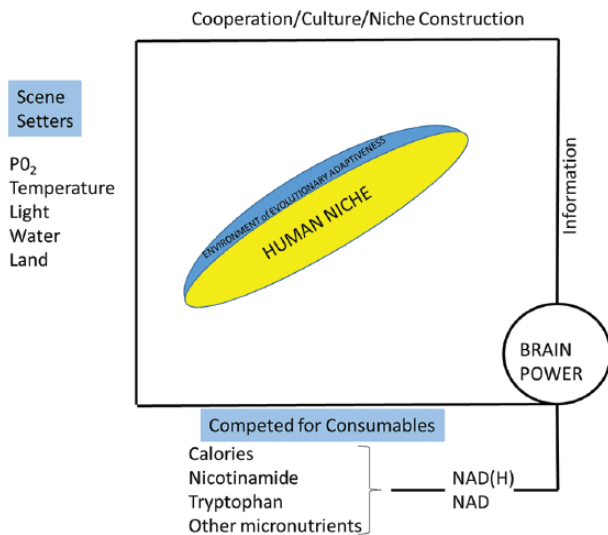 Cooperation/Culture/Niche Construction
Scene
Setters
P0₂
Temperature
Light
Water
Land
ENVIRONMENT of EVOLUTIONARY ADAPTIVENESS
HUMAN NICHE
Information
BRAIN
POWER
Competed for Consumables
Calories
Nicotinamide
Tryptophan
Other micronutrients
NAD(H)
NAD